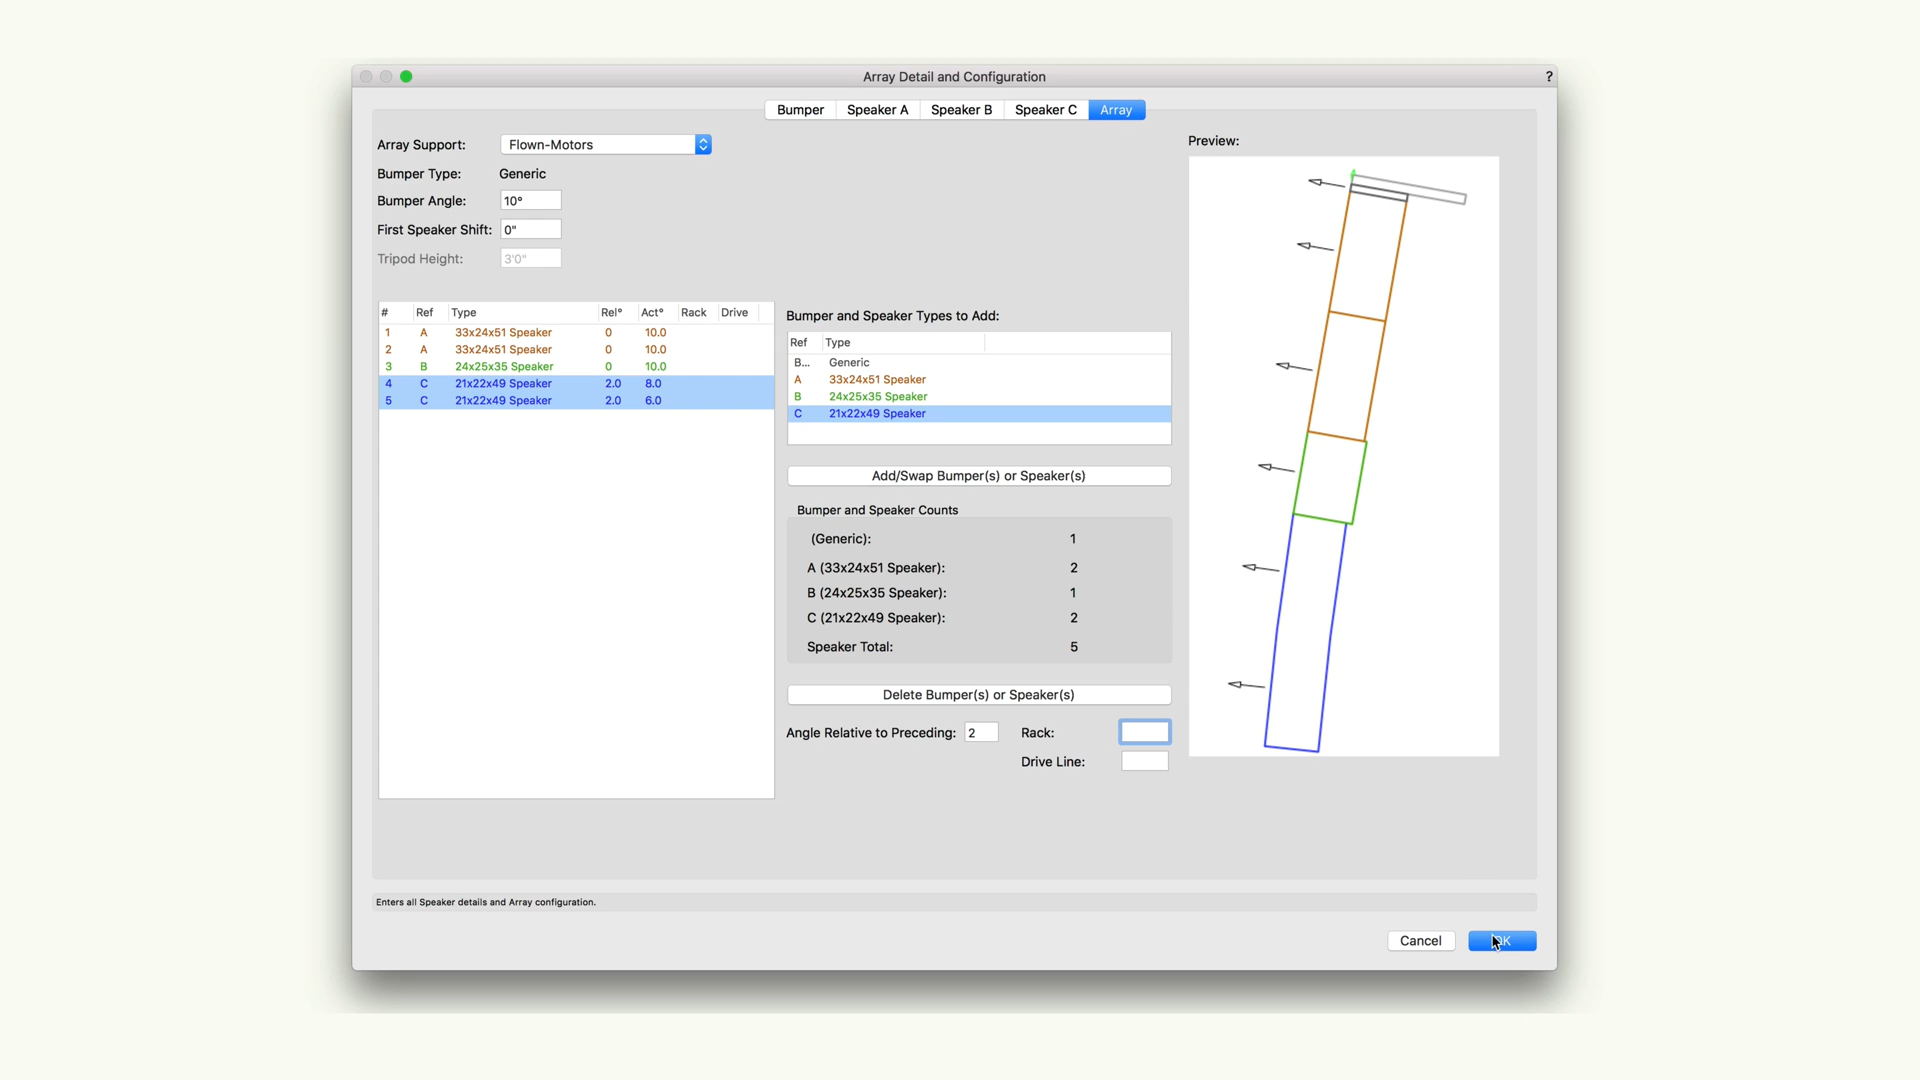 Array Detail and Configuration ?
Bumper Speaker A Speaker B Speaker C Array
Array Support: Flown-Motors
Bumper Type: Generic
Bumper Angle: 10°
First Speaker Shift: 0"
Tripod Height: 3'0"
# Ref Type Rel° Act° Rack Drive
1 A 33x24x51 Speaker 0 10.0
2 A 33x24x51 Speaker 0 10.0
3 B 24x25x35 Speaker 0 10.0
4 C 21x22x49 Speaker 2.0 8.0
5 C 21x22x49 Speaker 2.0 6.0
Bumper and Speaker Types to Add:
Ref Type
B... Generic
A 33x24x51 Speaker
B 24x25x35 Speaker
C 21x22x49 Speaker
Add/Swap Bumper(s) or Speaker(s)
Bumper and Speaker Counts
(Generic): 1
A (33x24x51 Speaker): 2
B (24x25x35 Speaker): 1
C (21x22x49 Speaker): 2
Speaker Total: 5
Delete Bumper(s) or Speaker(s)
Angle Relative to Preceding: 2 Rack:
Drive Line:
Preview:
Enters all Speaker details and Array configuration.
Cancel OK